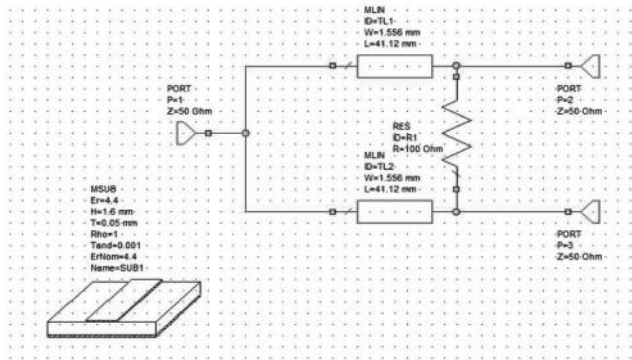 MLIN
ID=TL1
W=1.556 mm
L=41.12 mm
PORT
P=1
Z=50 Ohm
PORT
P=2
Z=50 Ohm
RES
ID=R1
R=100 Ohm
MLIN
ID=TL2
W=1.556 mm
L=41.12 mm
MSUB
Er=4.4
H=1.6 mm
T=0.05 mm
Rho=1
Tand=0.001
ErNom=4.4
Name=SUB1
PORT
P=3
Z=50 Ohm